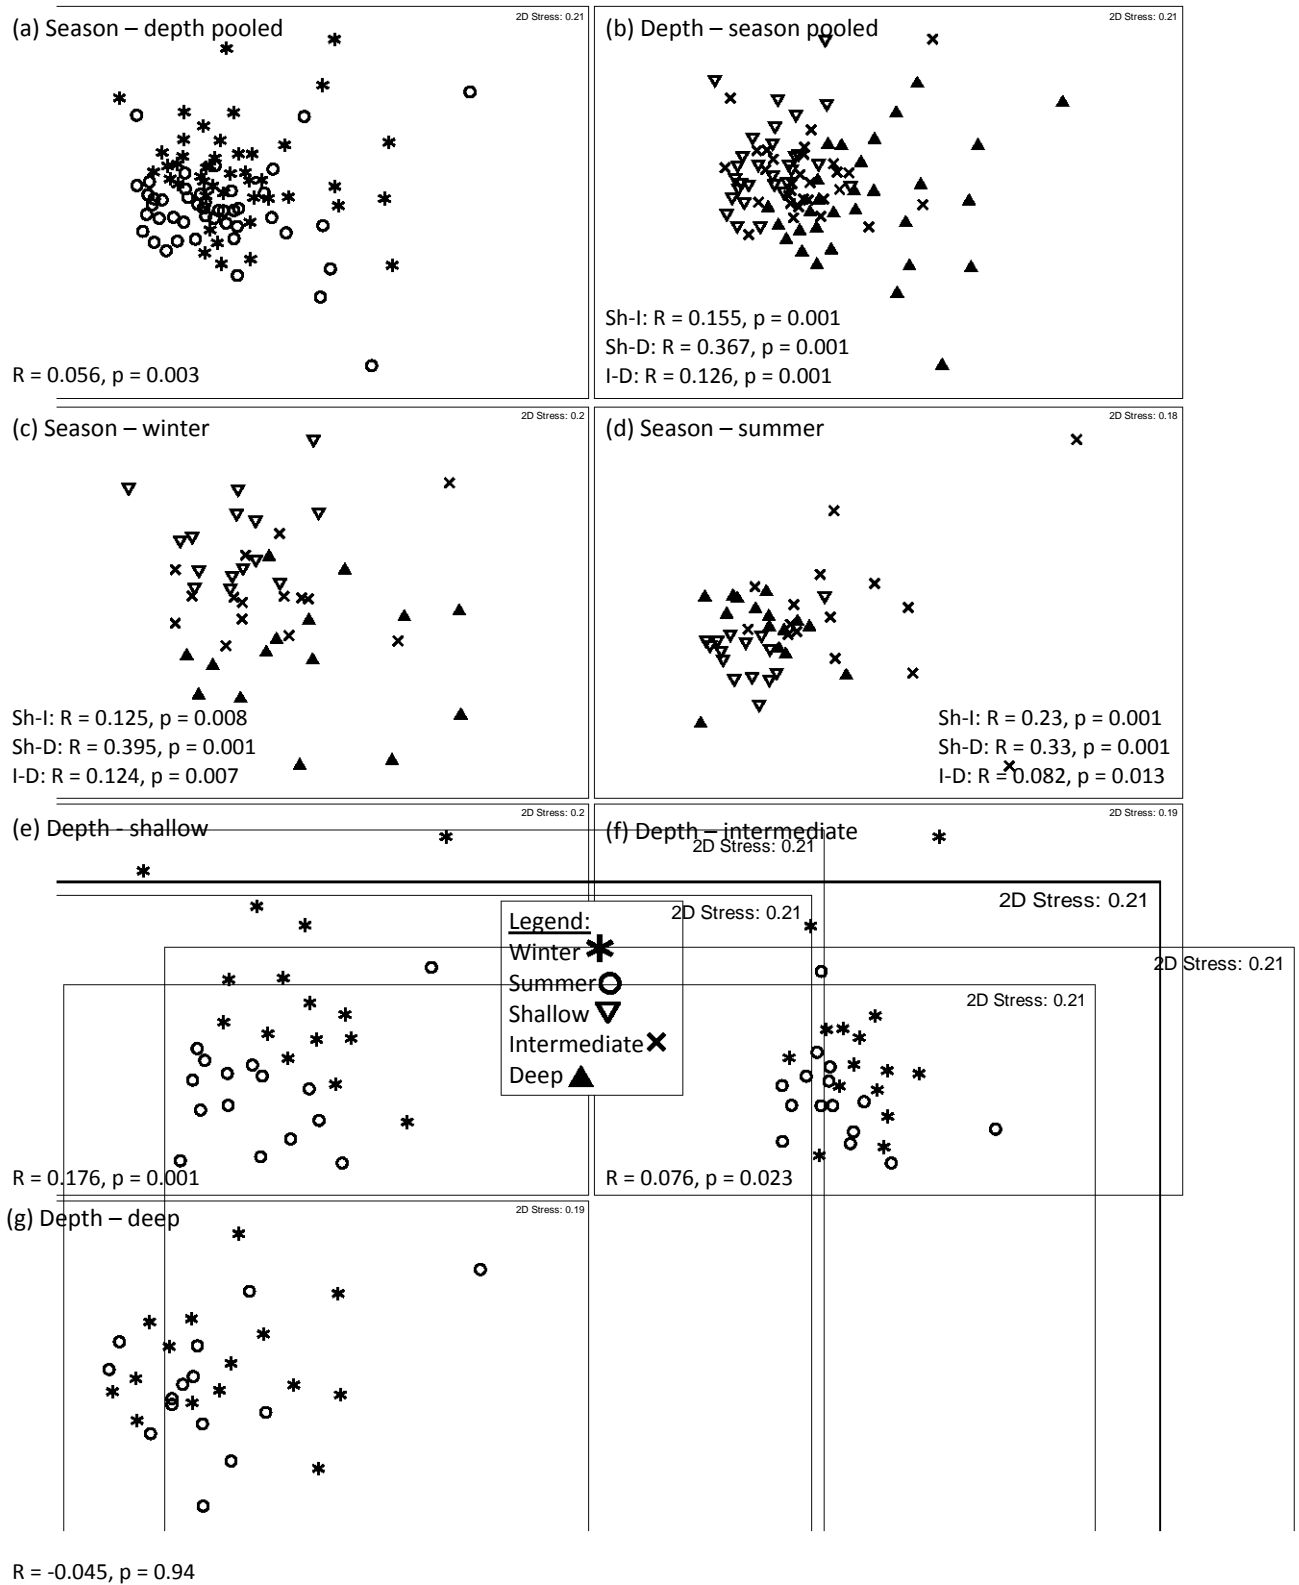 (a) Season – depth pooled
2D Stress: 0.21
R = 0.056, p = 0.003
(b) Depth – season pooled
2D Stress: 0.21
Sh-I: R = 0.155, p = 0.001
Sh-D: R = 0.367, p = 0.001
I-D: R = 0.126, p = 0.001
(c) Season – winter
2D Stress: 0.2
Sh-I: R = 0.125, p = 0.008
Sh-D: R = 0.395, p = 0.001
I-D: R = 0.124, p = 0.007
(d) Season – summer
2D Stress: 0.18
Sh-I: R = 0.23, p = 0.001
Sh-D: R = 0.33, p = 0.001
I-D: R = 0.082, p = 0.013
(e) Depth - shallow
2D Stress: 0.2
R = 0.176, p = 0.001
(f) Depth – intermediate
2D Stress: 0.19
2D Stress: 0.21
2D Stress: 0.21
2D Stress: 0.21
2D Stress: 0.21
2D Stress: 0.21
Legend:
Winter
Summer
Shallow
Intermediate
Deep
R = 0.076, p = 0.023
(g) Depth – deep
2D Stress: 0.19
R = -0.045, p = 0.94